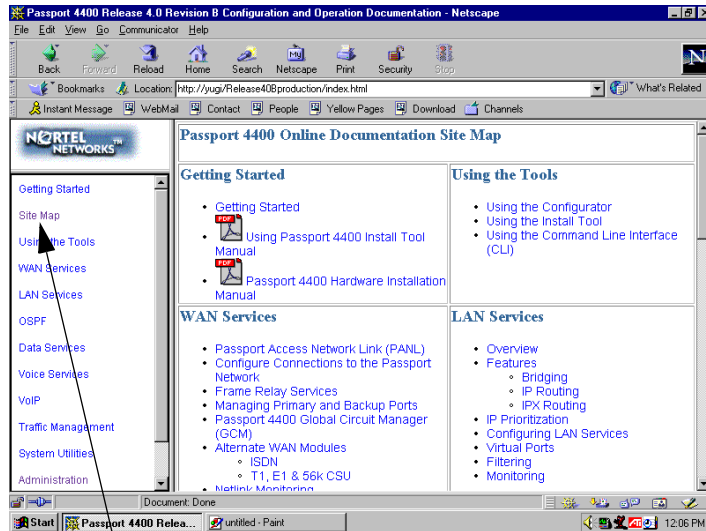 Passport 4400 Release 4.0 Revision B Configuration and Operation Documentation - Netscape
File Edit View Go Communicator Help
Back Forward Reload Home Search Netscape Print Security Stop
Bookmarks Location: http://yugi/Release40Bproduction/index.html What's Related
Instant Message WebMail Contact People Yellow Pages Download Channels
NORTEL NETWORKS™
Getting Started
Site Map
Using the Tools
WAN Services
LAN Services
OSPF
Data Services
Voice Services
VoIP
Traffic Management
System Utilities
Administration
Passport 4400 Online Documentation Site Map
Getting Started
• Getting Started
• PDF Using Passport 4400 Install Tool
Manual
• PDF Passport 4400 Hardware Installation
Manual
Using the Tools
• Using the Configurator
• Using the Install Tool
• Using the Command Line Interface
(CLI)
WAN Services
• Passport Access Network Link (PANL)
• Configure Connections to the Passport
Network
• Frame Relay Services
• Managing Primary and Backup Ports
• Passport 4400 Global Circuit Manager
(GCM)
• Alternate WAN Modules
◦ ISDN
◦ T1, E1 & 56k CSU
• Netlink Monitoring
LAN Services
• Overview
• Features
◦ Bridging
◦ IP Routing
◦ IPX Routing
• IP Prioritization
• Configuring LAN Services
• Virtual Ports
• Filtering
• Monitoring
Document: Done
Start Passport 4400 Relea... untitled - Paint 12:06 PM